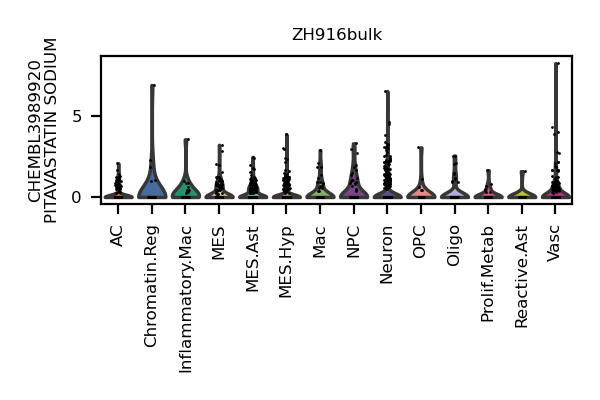 ZH916bulk
CHEMBL3989920
PITAVASTATIN SODIUM
5
0
AC
Chromatin.Reg
Inflammatory.Mac
MES
MES.Ast
MES.Hyp
Mac
NPC
Neuron
OPC
Oligo
Prolif.Metab
Reactive.Ast
Vasc